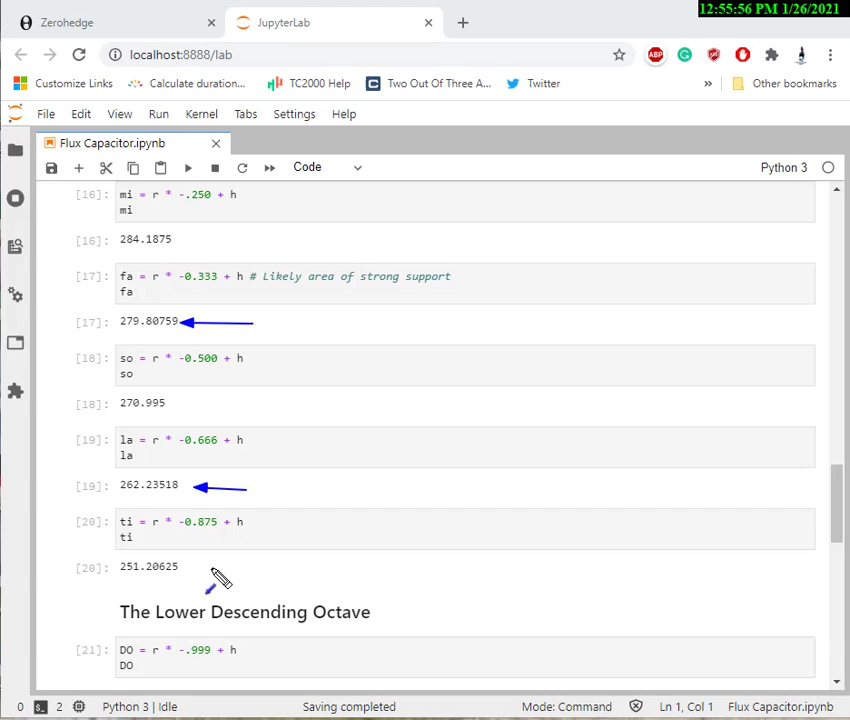 12:55:56 PM 1/26/2021
Zerohedge
JupyterLab
localhost:8888/lab
ABP
Customize Links
Calculate duration...
TC2000 Help
Two Out Of Three A...
Twitter
»
Other bookmarks
File Edit View Run Kernel Tabs Settings Help
Flux Capacitor.ipynb
Code
Python 3
[16]: mi = r * -.250 + h
mi
[16]: 284.1875
[17]: fa = r * -0.333 + h # Likely area of strong support
fa
[17]: 279.80759
[18]: so = r * -0.500 + h
so
[18]: 270.995
[19]: la = r * -0.666 + h
la
[19]: 262.23518
[20]: ti = r * -0.875 + h
ti
[20]: 251.20625
The Lower Descending Octave
[21]: DO = r * -.999 + h
DO
0 2 Python 3 | Idle Saving completed Mode: Command Ln 1, Col 1 Flux Capacitor.ipynb